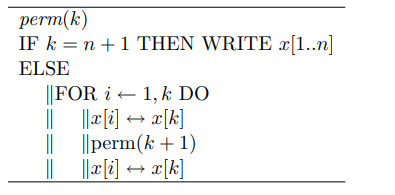 perm(k)
IF k = n + 1 THEN WRITE x[1..n]
ELSE
‖FOR i ← 1, k DO
‖ ‖x[i] ↔ x[k]
‖ ‖perm(k + 1)
‖ ‖x[i] ↔ x[k]